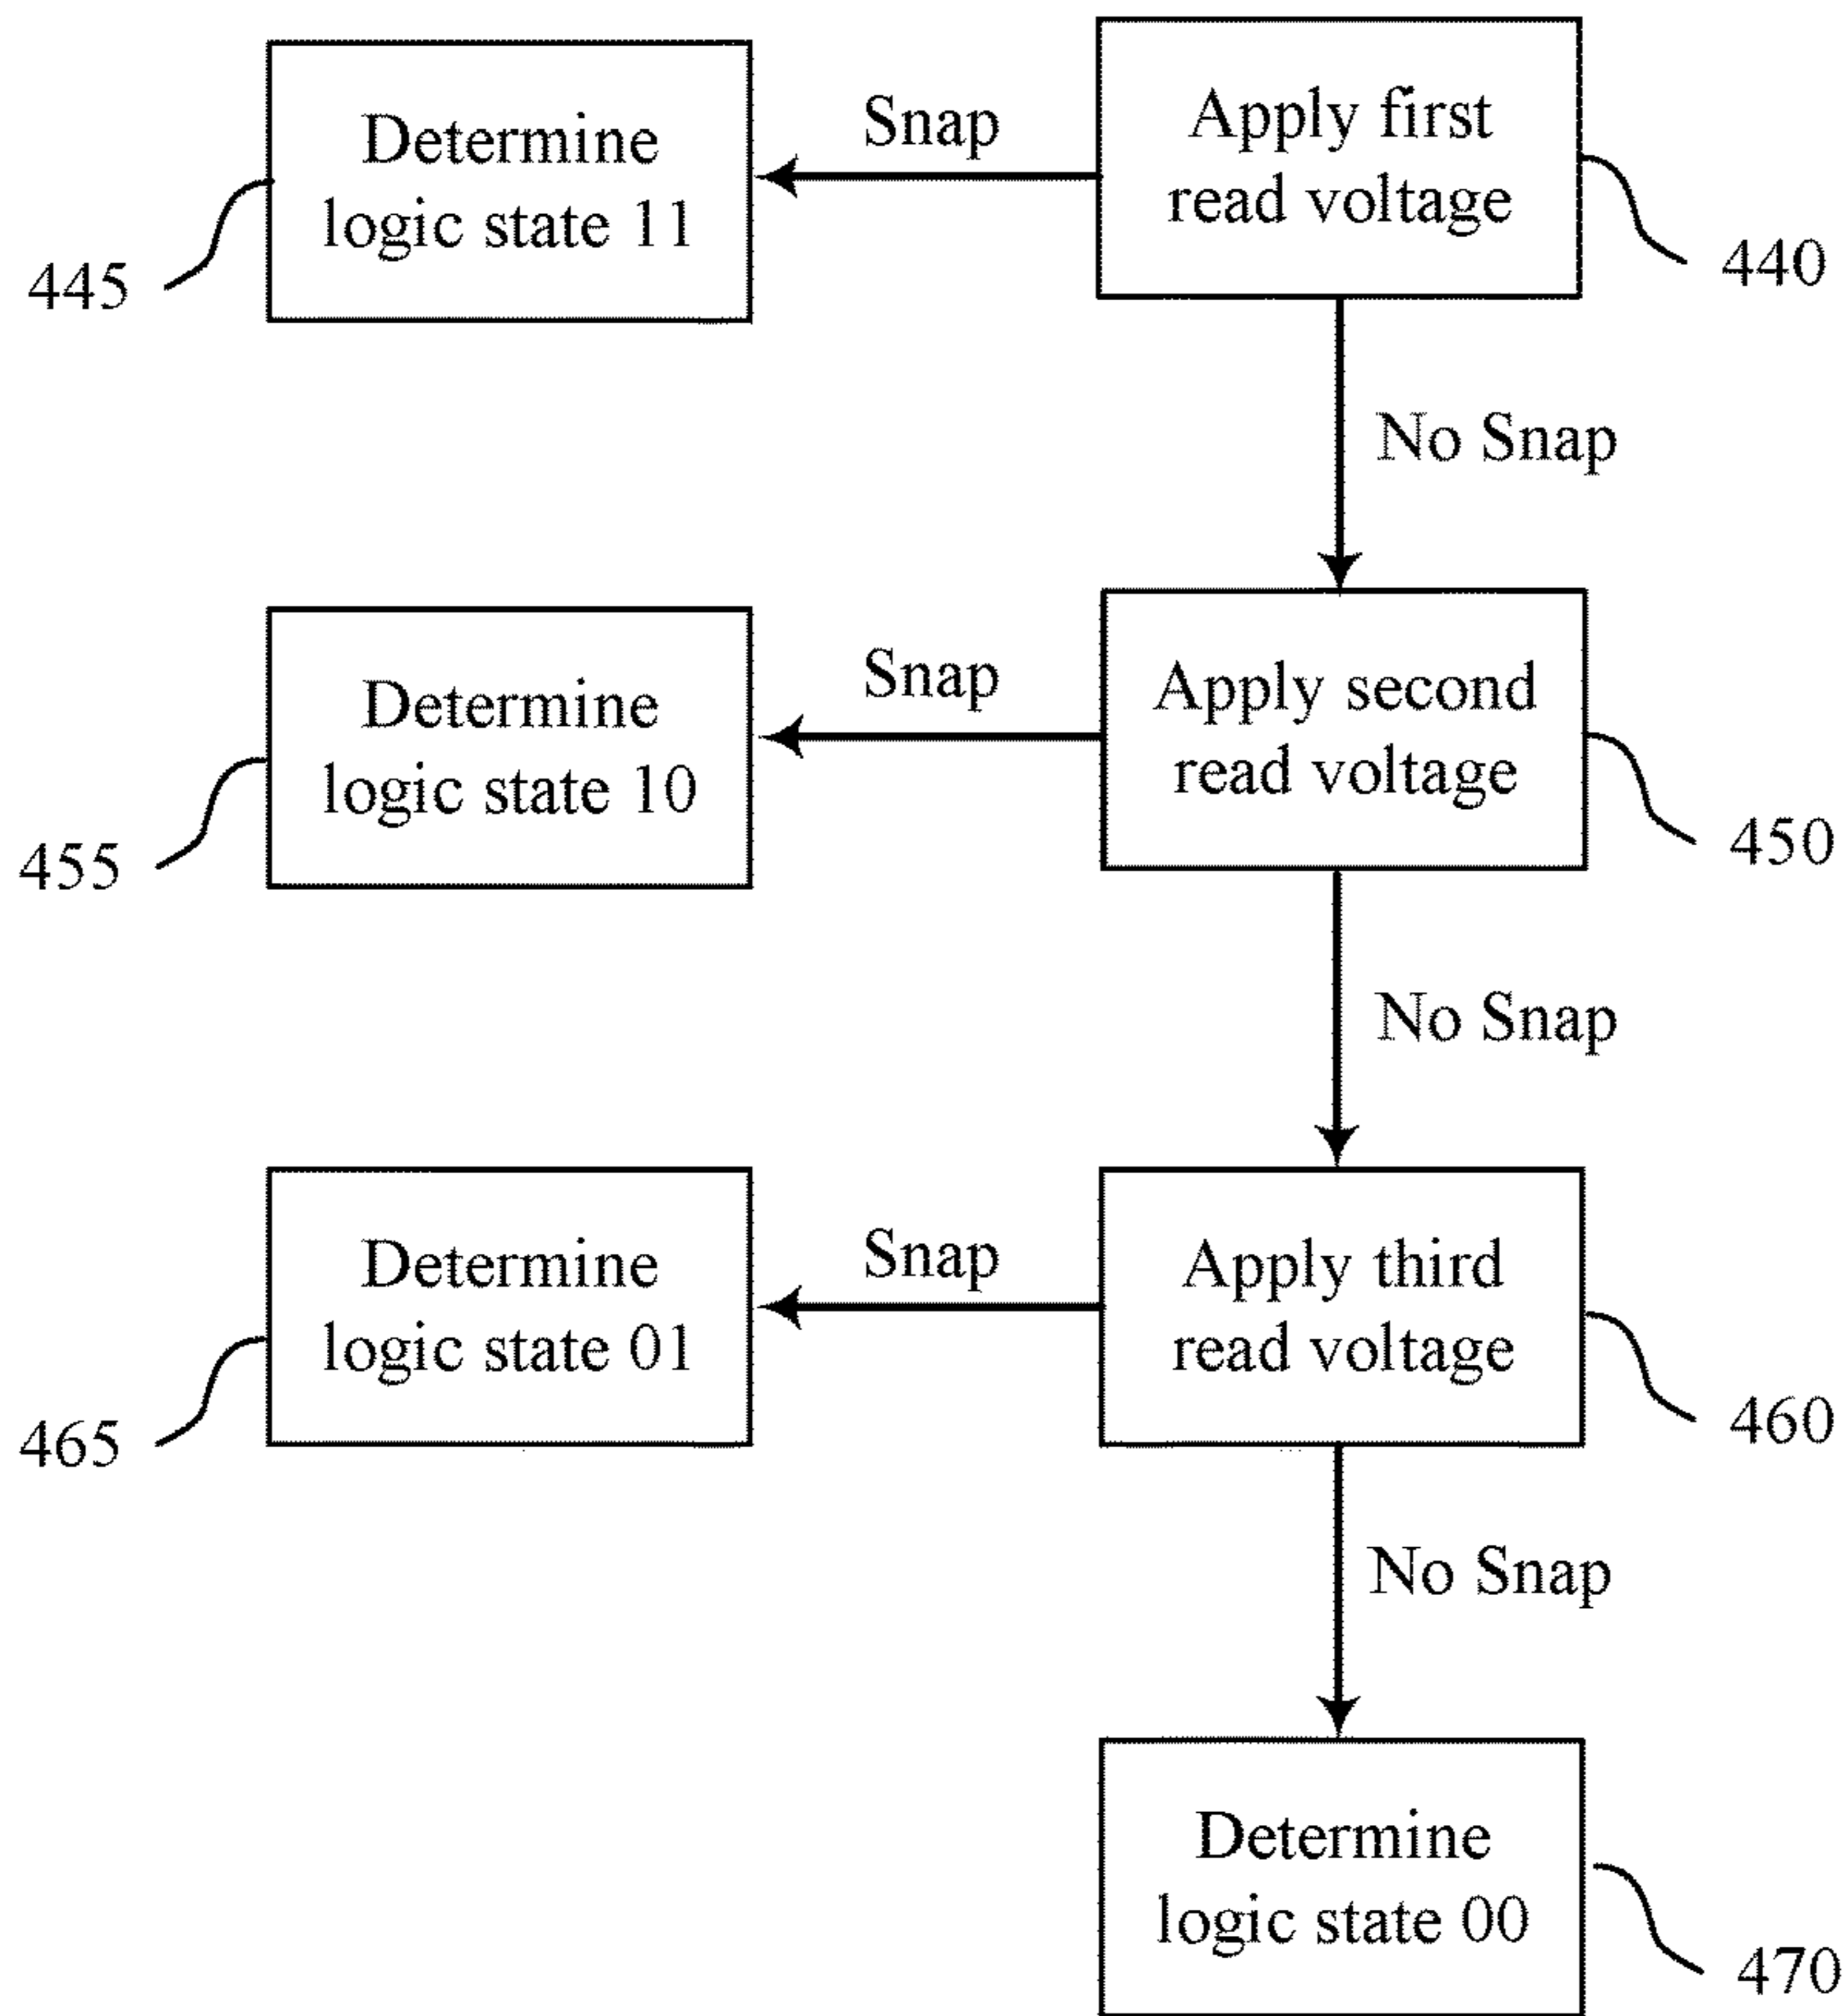 Determine
logic state 11
445
Snap
Apply first
read voltage
440
No Snap
Determine
logic state 10
455
Snap
Apply second
read voltage
450
No Snap
Determine
logic state 01
465
Snap
Apply third
read voltage
460
No Snap
Determine
logic state 00
470